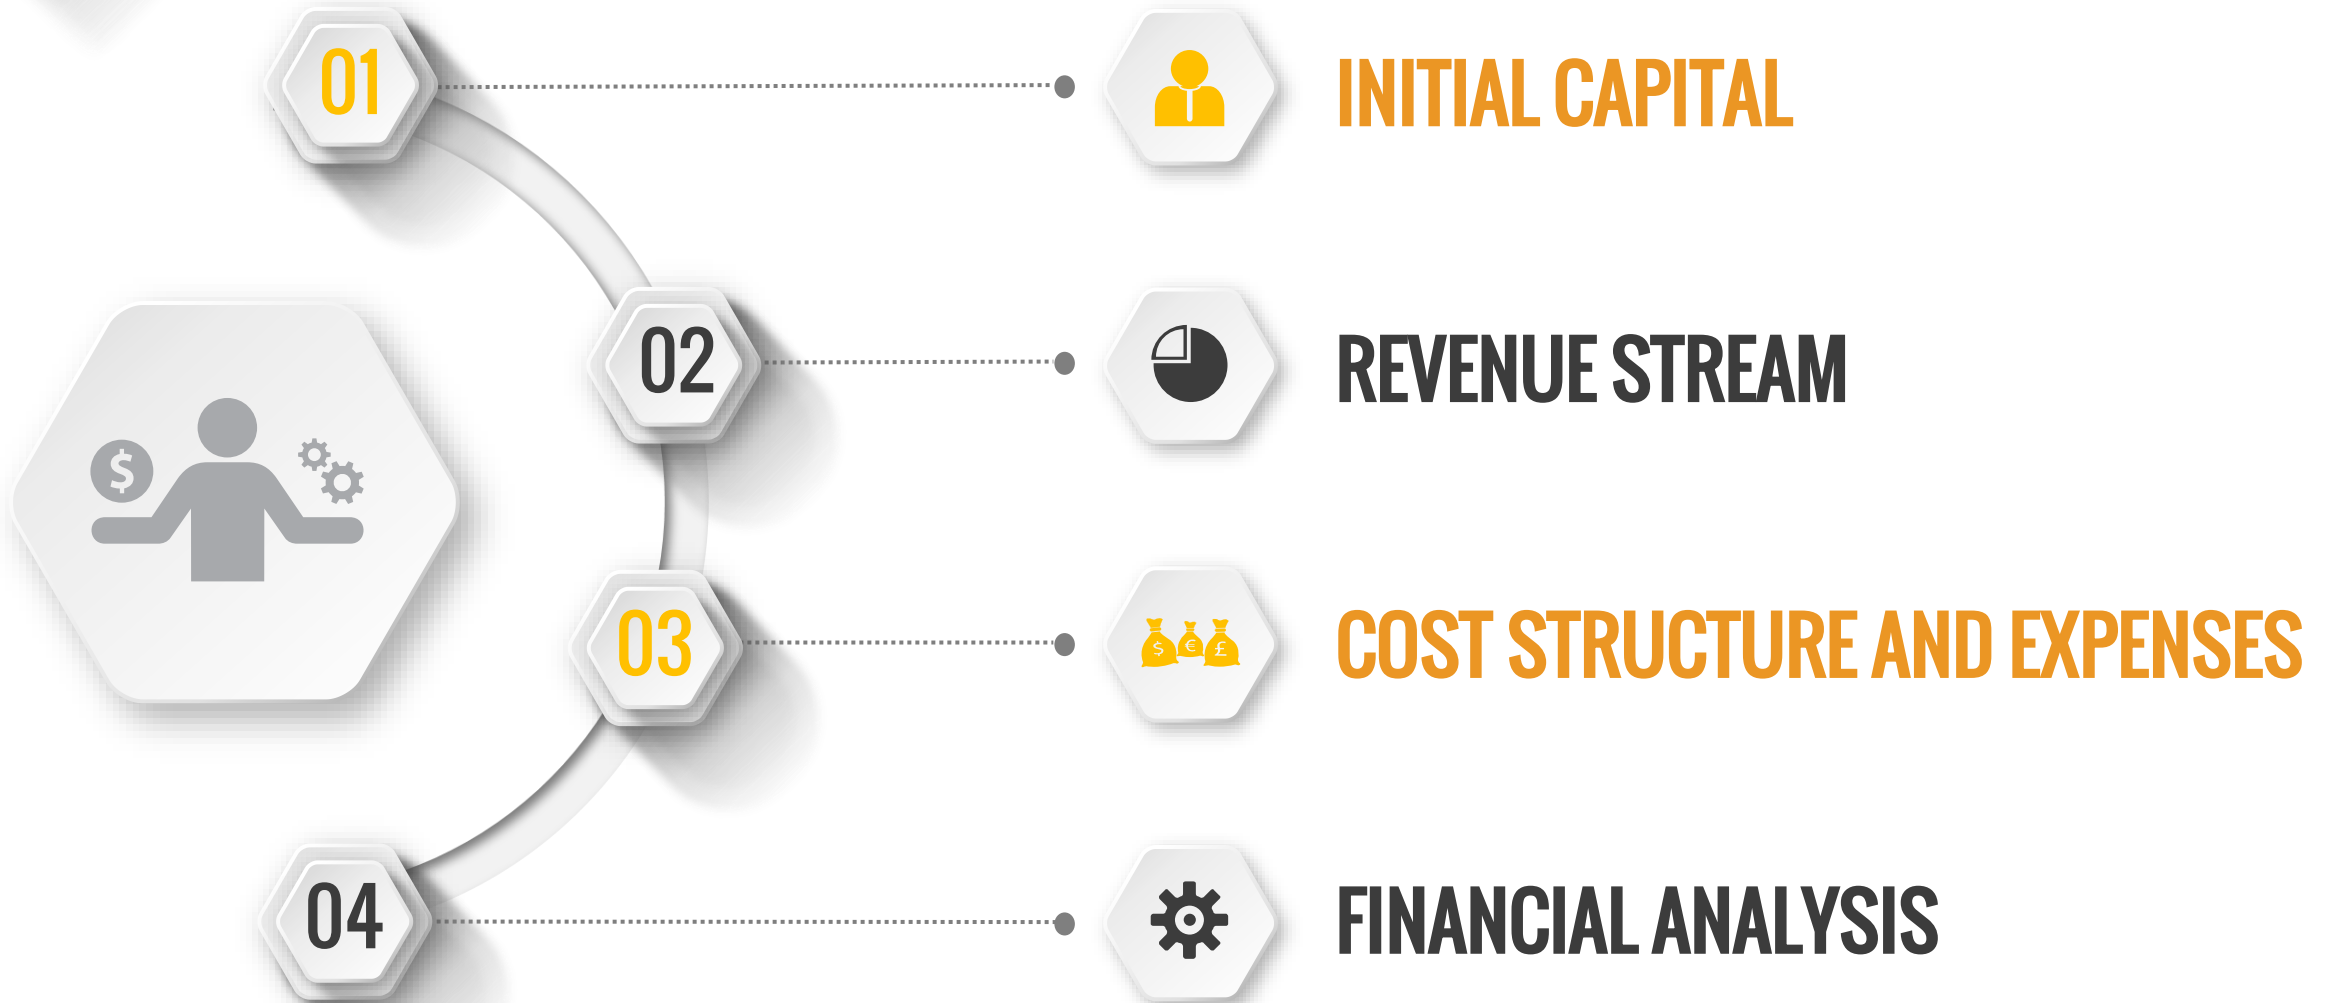 01
INITIAL CAPITAL
02
REVENUE STREAM
$
03
$ € £
COST STRUCTURE AND EXPENSES
04
FINANCIAL ANALYSIS